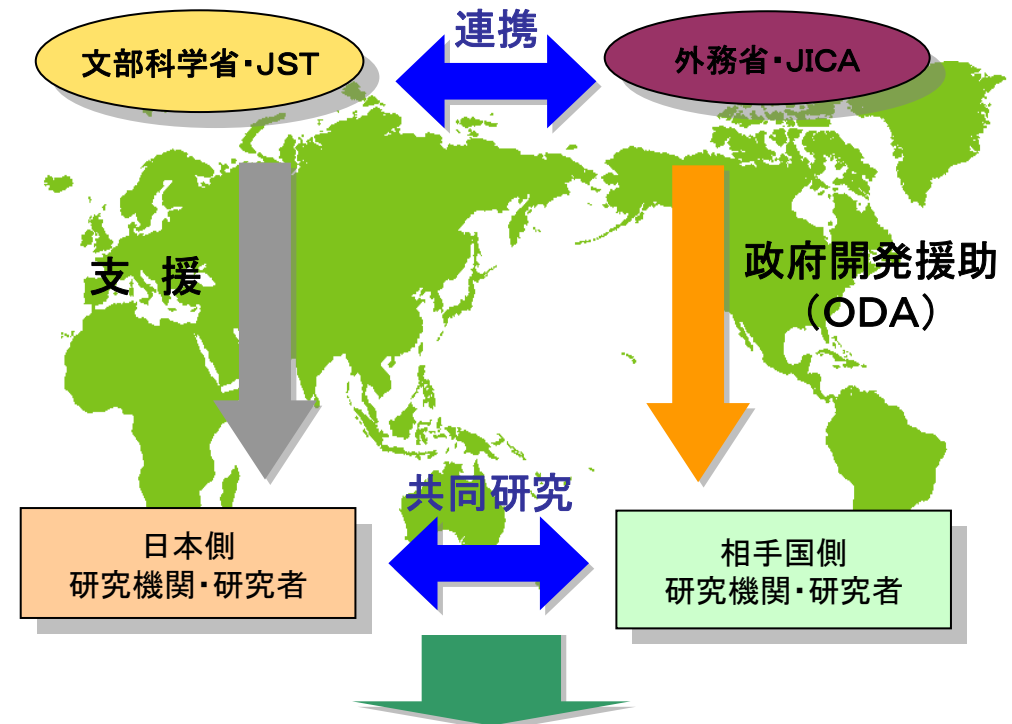 連携
文部科学省・JST
外務省・JICA
支 援
政府開発援助
(ODA)
共同研究
日本側
研究機関・研究者
相手国側
研究機関・研究者